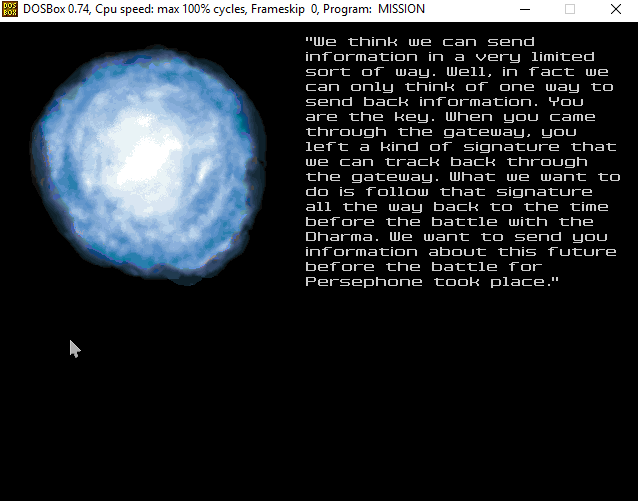 DOS BOX
DOSBox 0.74, Cpu speed: max 100% cycles, Frameskip 0, Program: MISSION
"We think we can send
information in a very limited
sort of way. Well, in fact we
can only think of one way to
send back information. You
are the key. When you came
through the gateway, you
left a kind of signature that
we can track back through
the gateway. What we want to
do is follow that signature
all the way back to the time
before the battle with the
Dharma. We want to send you
information about this future
before the battle for
Persephone took place."